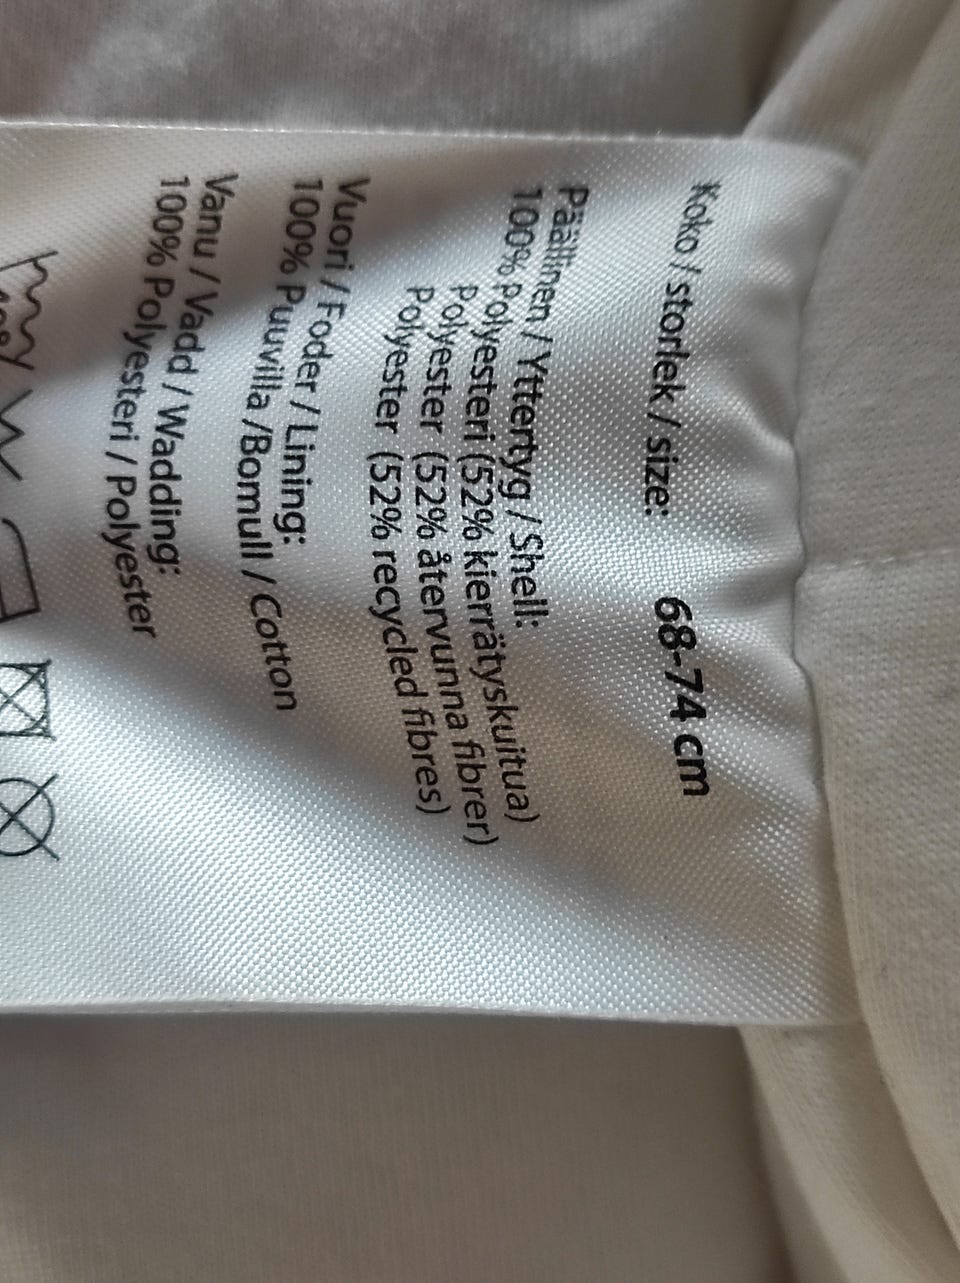 Koko / storlek / size: 68-74 cm
Päällinen / Yttertyg / Shell:
100% Polyesteri (52% kierrätyskuitua)
Polyester (52% återvunna fibrer)
Polyester (52% recycled fibres)
Vuori / Foder / Lining:
100% Puuvilla /Bomull / Cotton
Vanu / Vadd / Wadding:
100% Polyesteri / Polyester